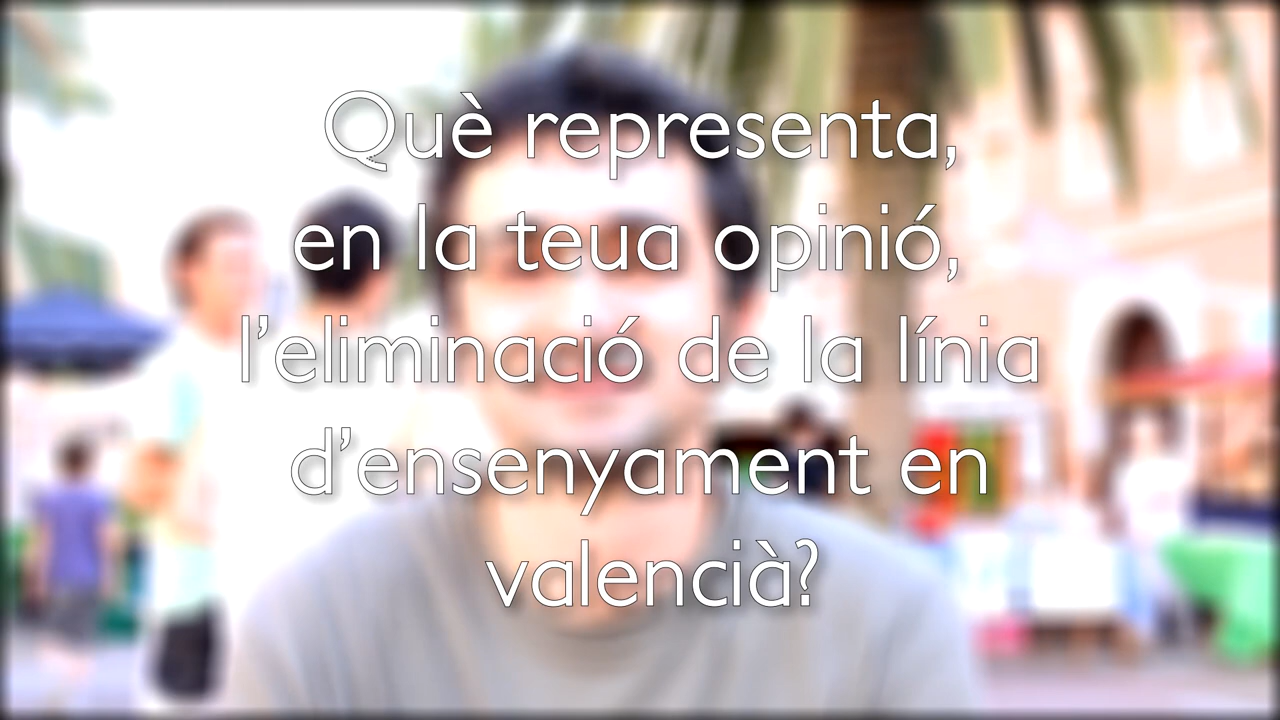 Què representa,
en la teua opinió,
l’eliminació de la línia
d’ensenyament en
valencià?